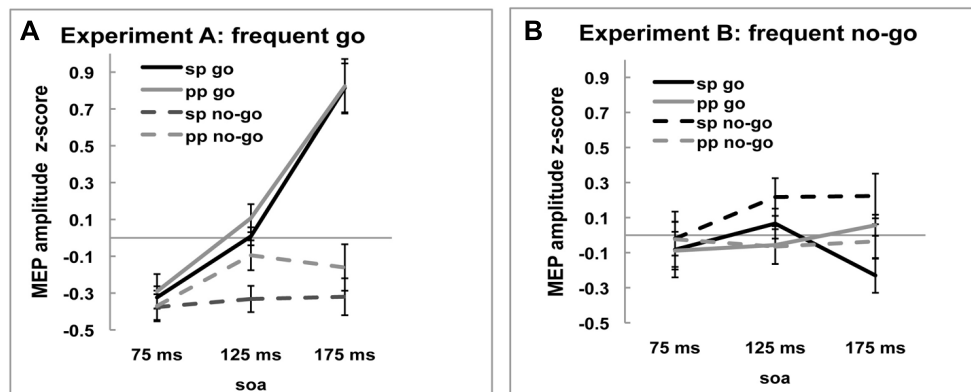 A Experiment A: frequent go
sp go
pp go
sp no-go
pp no-go
MEP amplitude z-score
0.9
0.7
0.5
0.3
0.1
-0.1
-0.3
-0.5
75 ms 125 ms 175 ms
soa
B Experiment B: frequent no-go
sp go
pp go
sp no-go
pp no-go
MEP amplitude z-score
0.9
0.7
0.5
0.3
0.1
-0.1
-0.3
-0.5
75 ms 125 ms 175 ms
soa